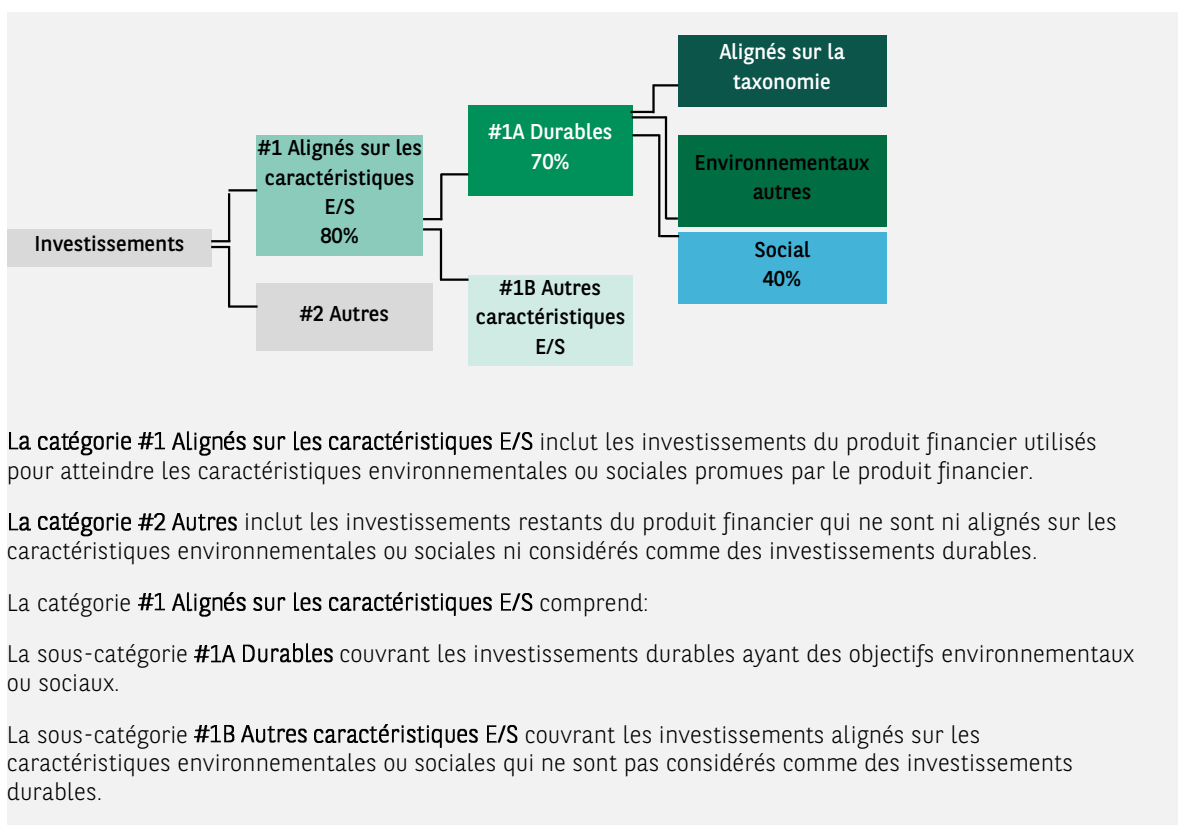 Alignés sur la
taxonomie
#1A Durables
70%
#1 Alignés sur les
caractéristiques
E/S
80%
Environnementaux
autres
Investissements
Social
40%
#2 Autres
#1B Autres
caractéristiques
E/S
La catégorie #1 Alignés sur les caractéristiques E/S inclut les investissements du produit financier utilisés
pour atteindre les caractéristiques environnementales ou sociales promues par le produit financier.
La catégorie #2 Autres inclut les investissements restants du produit financier qui ne sont ni alignés sur les
caractéristiques environnementales ou sociales ni considérés comme des investissements durables.
La catégorie #1 Alignés sur les caractéristiques E/S comprend:
La sous-catégorie #1A Durables couvrant les investissements durables ayant des objectifs environnementaux
ou sociaux.
La sous-catégorie #1B Autres caractéristiques E/S couvrant les investissements alignés sur les
caractéristiques environnementales ou sociales qui ne sont pas considérés comme des investissements
durables.